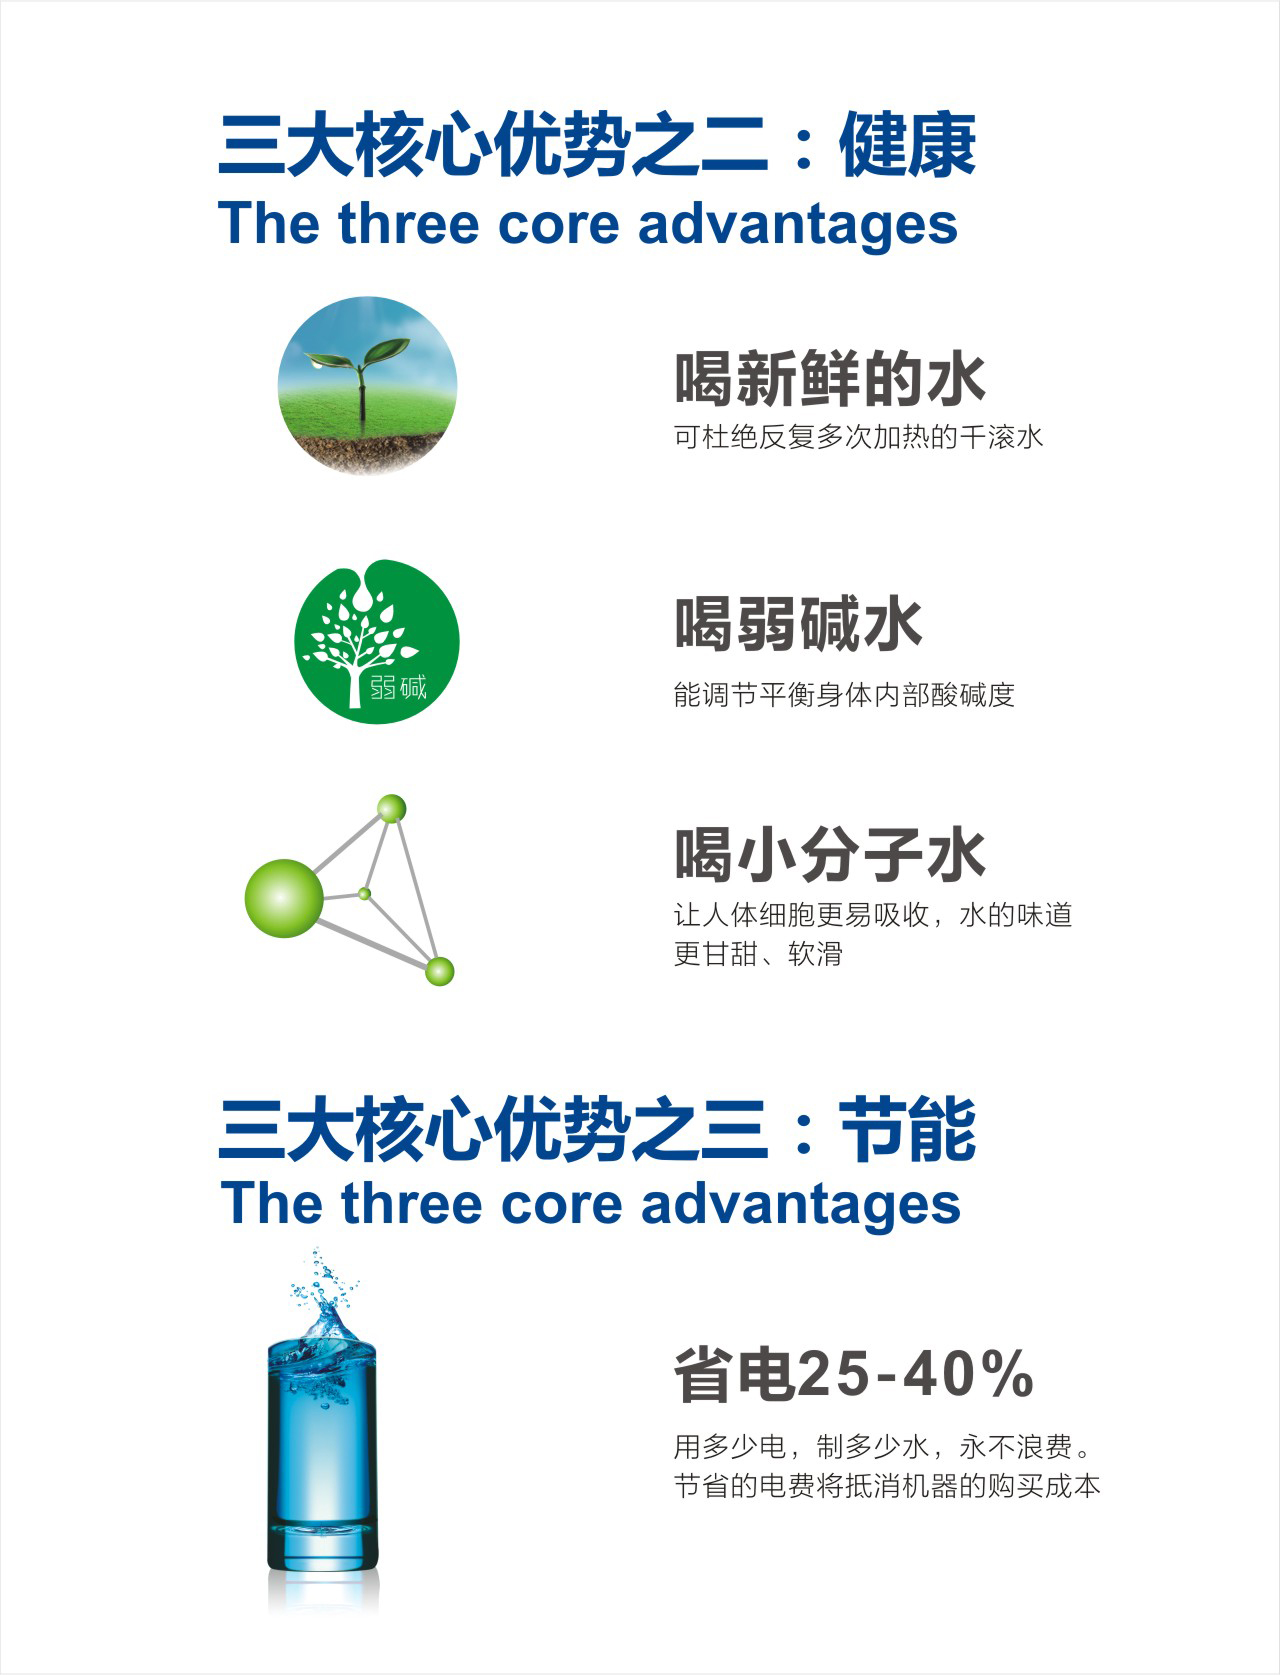 三大核心优势之二：健康
The three core advantages
喝新鲜的水
可杜绝反复多次加热的千滚水
喝弱碱水
弱碱
能调节平衡身体内部酸碱度
喝小分子水
让人体细胞更易吸收，水的味道
更甘甜、软滑
三大核心优势之三：节能
The three core advantages
省电25-40%
用多少电，制多少水，永不浪费。
节省的电费将抵消机器的购买成本